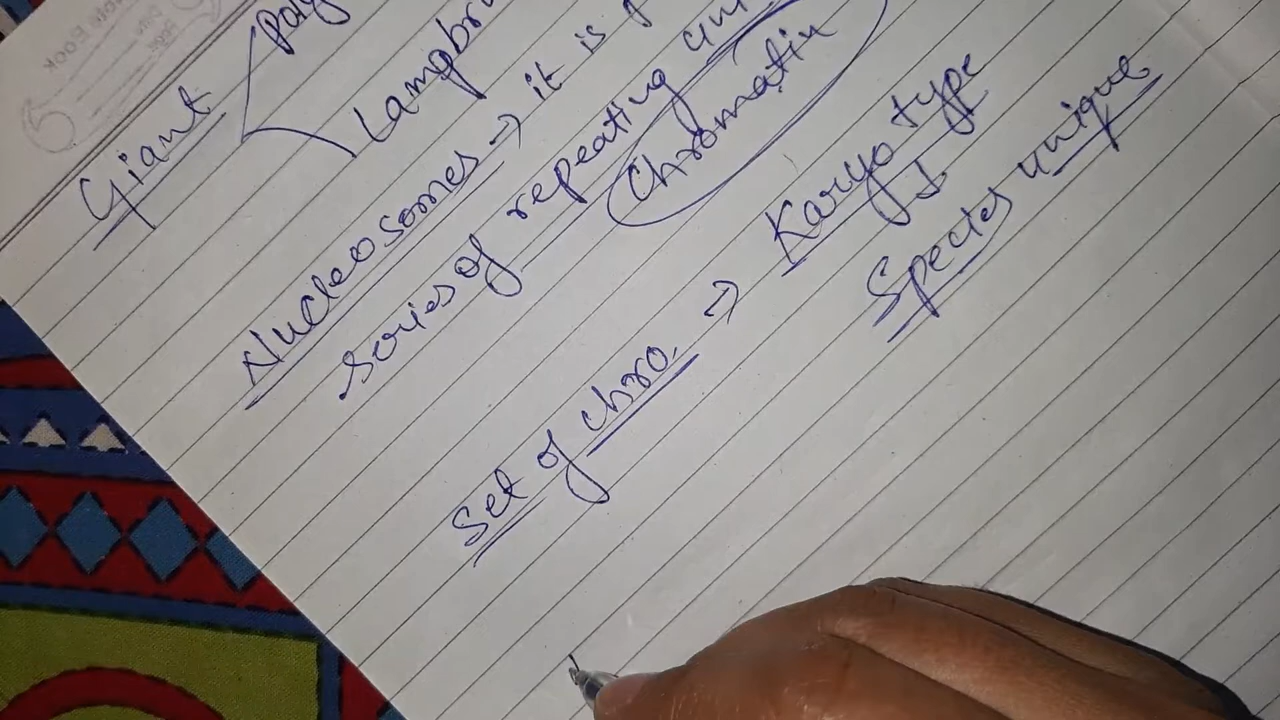 Giant
Lampbr
Nucleosomes → it is
series of repeating
Chromatin
Set of chro. → Karyotype
Species unique